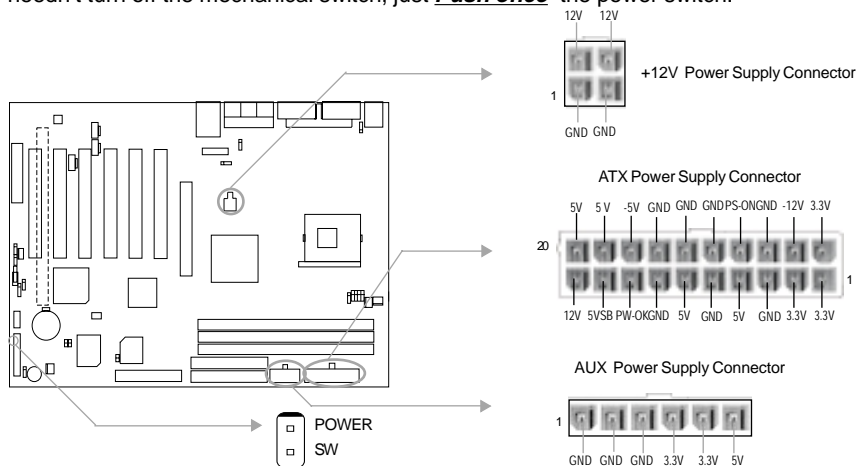 needn't turn off the mechanical switch, just Push once the power switch.
12V 12V
+12V Power Supply Connector
1
GND GND
ATX Power Supply Connector
5V 5 V -5V GND GND GND PS-ON GND -12V 3.3V
20
1
12V 5VSB PW-OK GND 5V GND 5V GND 3.3V 3.3V
AUX Power Supply Connector
1
GND GND GND 3.3V 3.3V 5V
POWER
SW